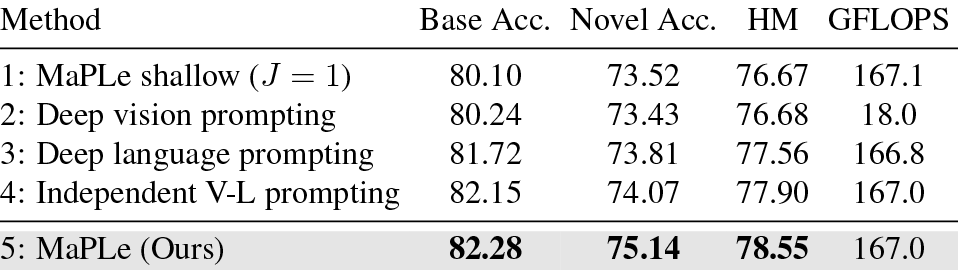 Method Base Acc. Novel Acc. HM GFLOPS
1: MaPLe shallow (J = 1) 80.10 73.52 76.67 167.1
2: Deep vision prompting 80.24 73.43 76.68 18.0
3: Deep language prompting 81.72 73.81 77.56 166.8
4: Independent V-L prompting 82.15 74.07 77.90 167.0
5: MaPLe (Ours) 82.28 75.14 78.55 167.0